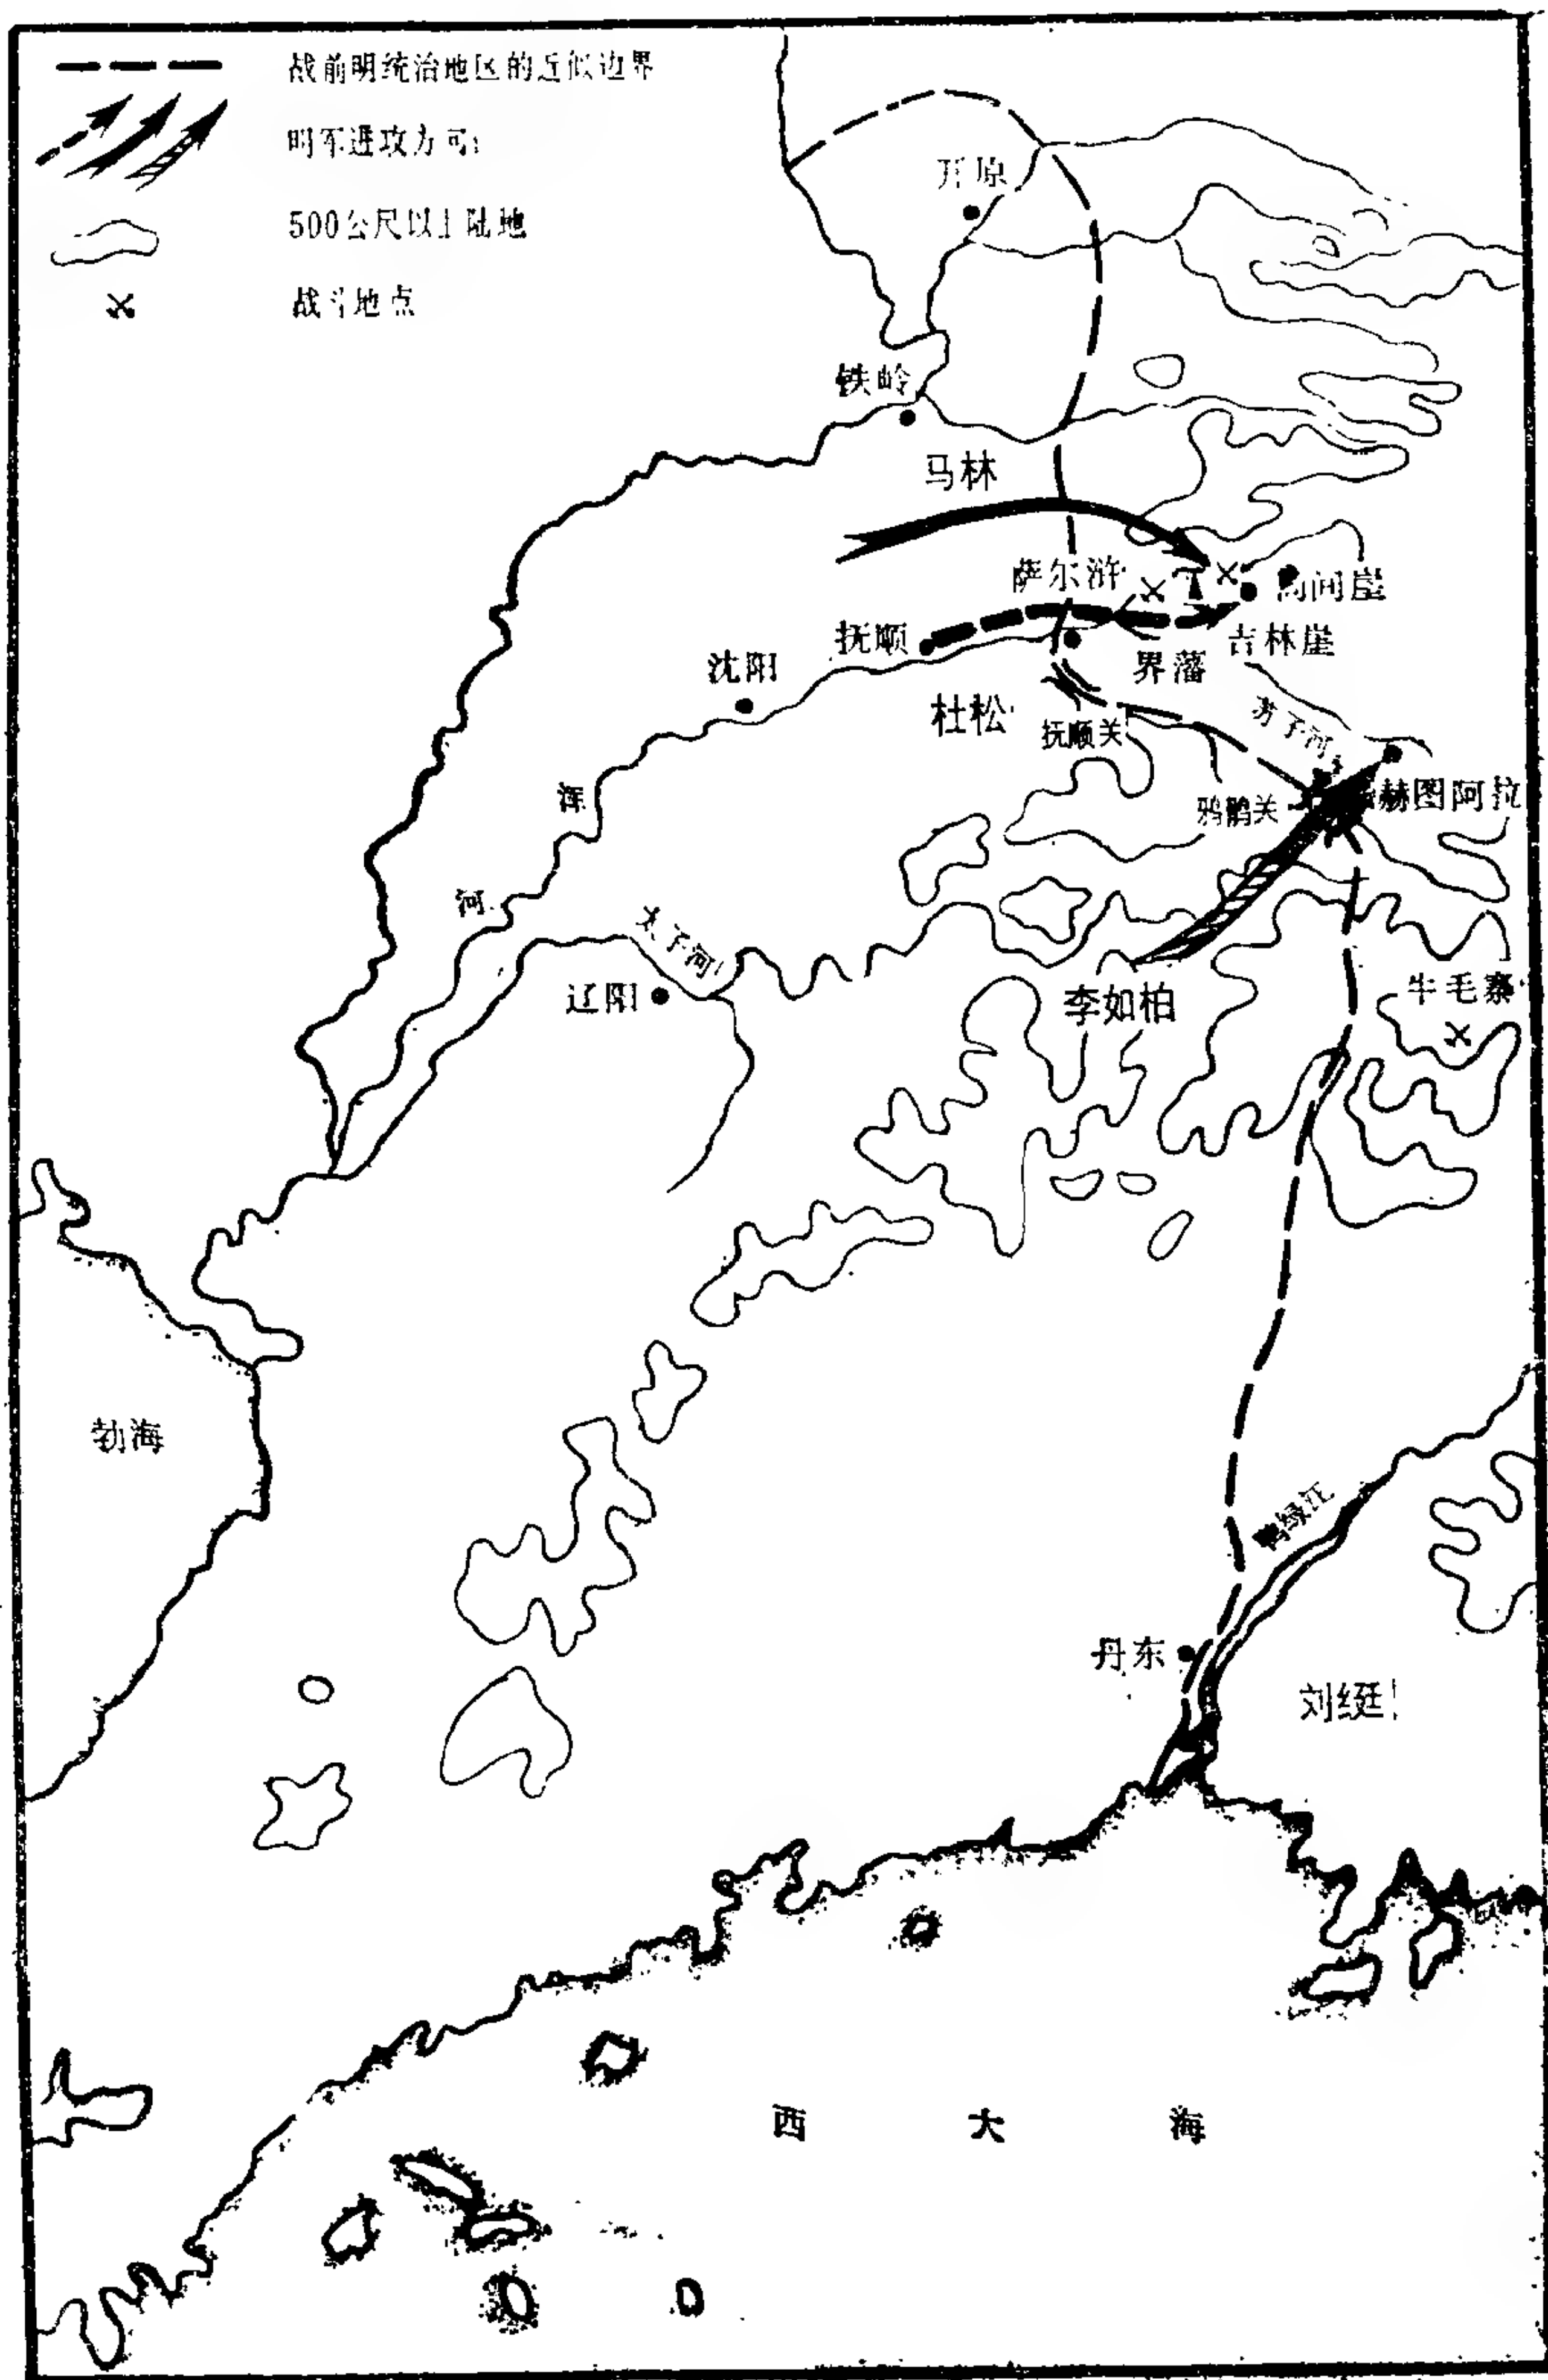 战前明统治地区的近似边界
明军进攻方向
500公尺以上陆地
战斗地点
开原
铁岭
马林
萨尔浒
尚间崖
吉林崖
抚顺
界藩
沈阳
杜松
抚顺关
浑
河
鸦鹘关
赫图阿拉
太子河
辽阳
李如柏
牛毛寨
勃海
鸭绿江
丹东
刘綎
西大海